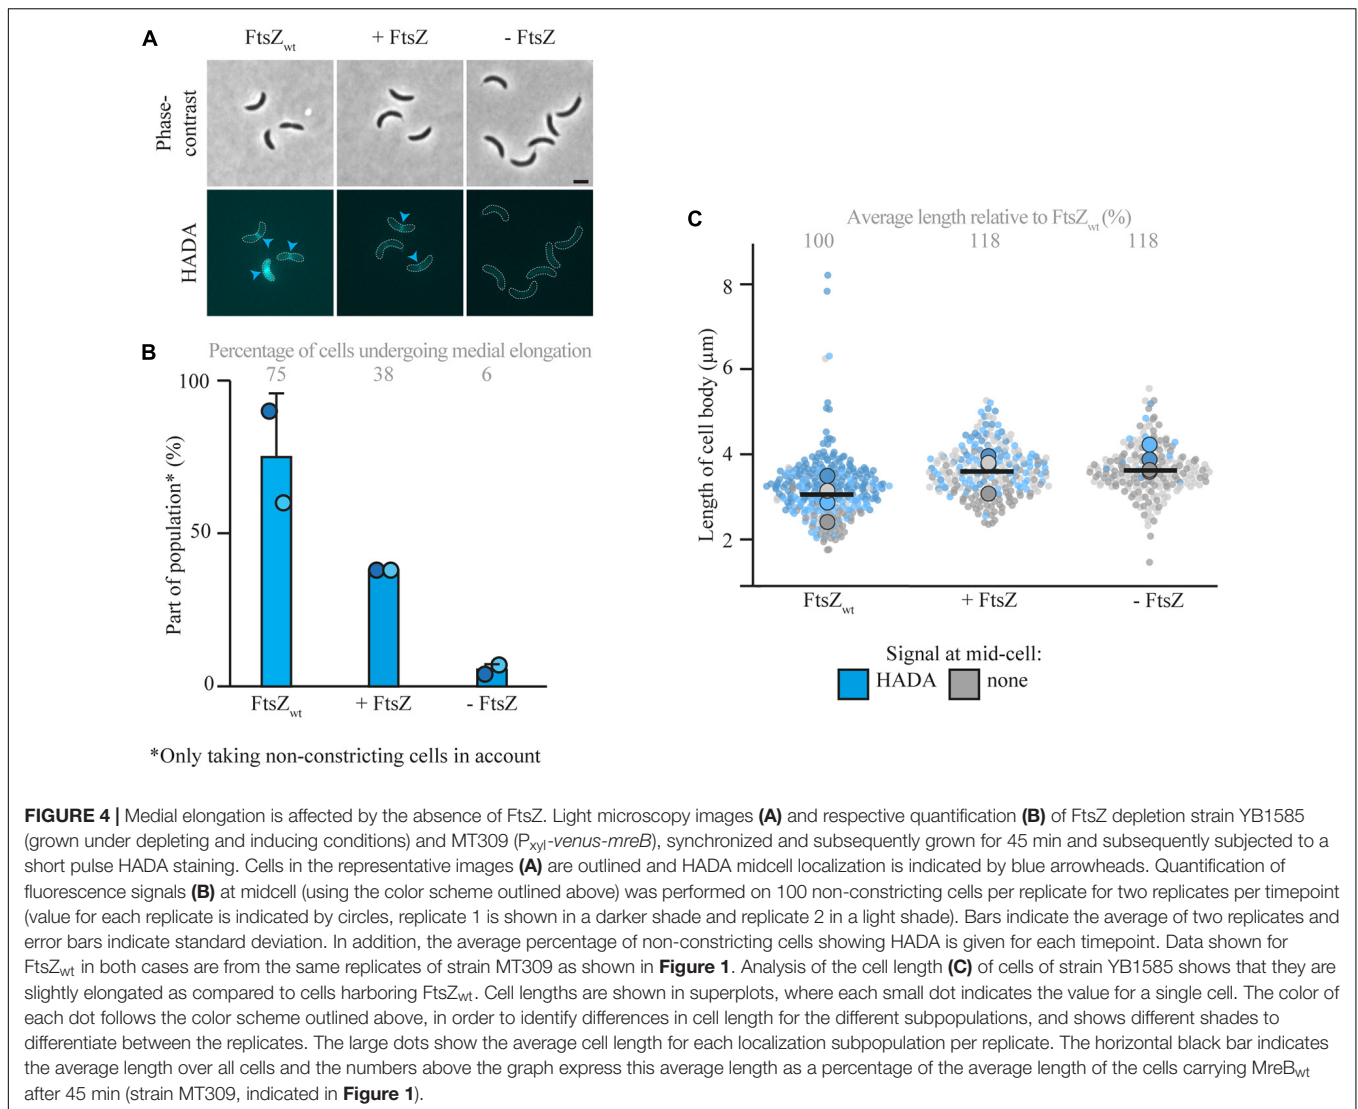 A
FtsZwt
+ FtsZ
- FtsZ
Phase-
contrast
HADA
B
Percentage of cells undergoing medial elongation
75
38
6
100
50
0
Part of population* (%)
FtsZwt
+ FtsZ
- FtsZ
*Only taking non-constricting cells in account
C
Average length relative to FtsZwt (%)
100
118
118
8
6
4
2
Length of cell body (µm)
FtsZwt
+ FtsZ
- FtsZ
Signal at mid-cell:
HADA
none
FIGURE 4 | Medial elongation is affected by the absence of FtsZ. Light microscopy images (A) and respective quantification (B) of FtsZ depletion strain YB1585
(grown under depleting and inducing conditions) and MT309 (Pxyl-venus-mreB), synchronized and subsequently grown for 45 min and subsequently subjected to a
short pulse HADA staining. Cells in the representative images (A) are outlined and HADA midcell localization is indicated by blue arrowheads. Quantification of
fluorescence signals (B) at midcell (using the color scheme outlined above) was performed on 100 non-constricting cells per replicate for two replicates per timepoint
(value for each replicate is indicated by circles, replicate 1 is shown in a darker shade and replicate 2 in a light shade). Bars indicate the average of two replicates and
error bars indicate standard deviation. In addition, the average percentage of non-constricting cells showing HADA is given for each timepoint. Data shown for
FtsZwt in both cases are from the same replicates of strain MT309 as shown in Figure 1. Analysis of the cell length (C) of cells of strain YB1585 shows that they are
slightly elongated as compared to cells harboring FtsZwt. Cell lengths are shown in superplots, where each small dot indicates the value for a single cell. The color of
each dot follows the color scheme outlined above, in order to identify differences in cell length for the different subpopulations, and shows different shades to
differentiate between the replicates. The large dots show the average cell length for each localization subpopulation per replicate. The horizontal black bar indicates
the average length over all cells and the numbers above the graph express this average length as a percentage of the average length of the cells carrying MreBwt
after 45 min (strain MT309, indicated in Figure 1).